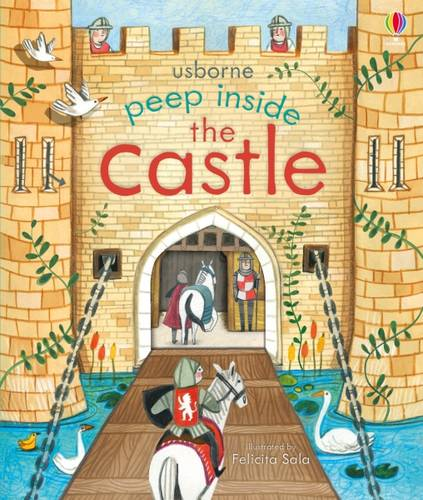 usborne
peep inside
the
castle
Illustrated by
Felicita Sala